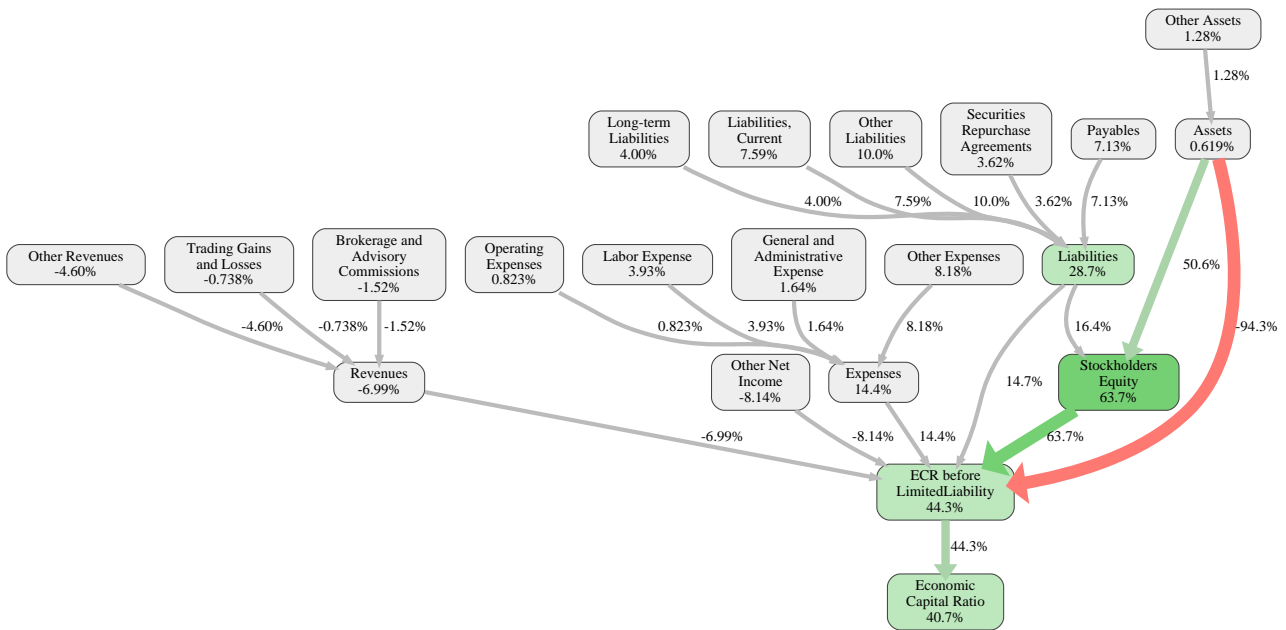 Other Assets
1.28%
1.28%
Long-term
Liabilities
4.00%
Liabilities,
Current
7.59%
Other
Liabilities
10.0%
Securities
Repurchase
Agreements
3.62%
Payables
7.13%
Assets
0.619%
4.00%
7.59%
10.0%
3.62%
7.13%
Other Revenues
-4.60%
Trading Gains
and Losses
-0.738%
Brokerage and
Advisory
Commissions
-1.52%
Operating
Expenses
0.823%
Labor Expense
3.93%
General and
Administrative
Expense
1.64%
Other Expenses
8.18%
Liabilities
28.7%
50.6%
-4.60%
-0.738%
-1.52%
0.823%
3.93%
1.64%
8.18%
16.4%
-94.3%
Revenues
-6.99%
Other Net
Income
-8.14%
Expenses
14.4%
14.7%
Stockholders
Equity
63.7%
-6.99%
-8.14%
14.4%
63.7%
ECR before
LimitedLiability
44.3%
44.3%
Economic
Capital Ratio
40.7%